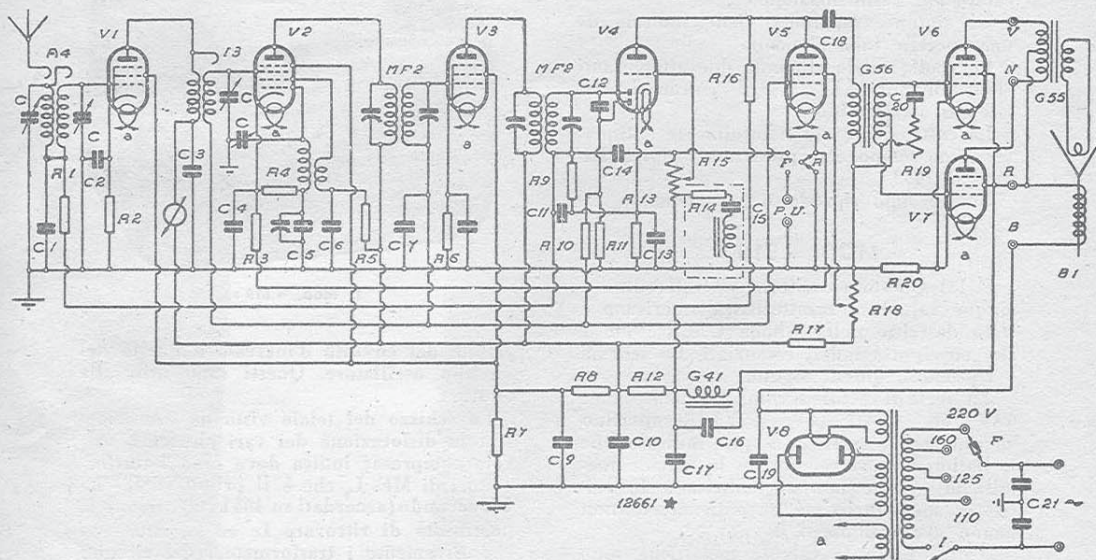 V1
V2
V3
V4
V5
V6
A4
I3
MF2
MF2
C12
R16
C18
G56
C20
V
N
G55
a
a
a
a
a
a
C
C
C
C
R1
C2
R2
C3
C1
R4
C4
R3
C5
C6
R5
C7
R6
R9
C11
C14
R10
R11
R13
C13
R15
R14
C15
F
R
P.U.
R19
V7
R
B
B1
a
R20
R18
R17
R7
R8
R12
G41
C9
C10
C17
C16
V8
C19
12661 ★
a
220 V
160
125
110
F
I
C21 ~